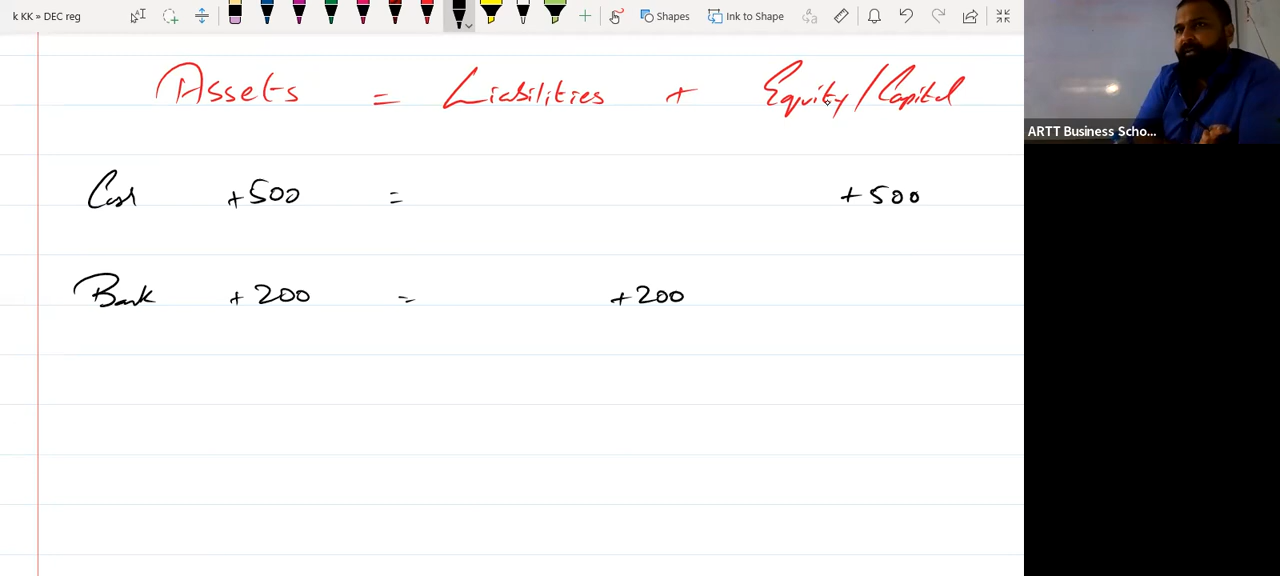 k KK » DEC reg
Shapes
Ink to Shape
Assets = Liabilities + Equity/Capital
ARTT Business Scho...
Cash +500 = +500
Bank +200 = +200